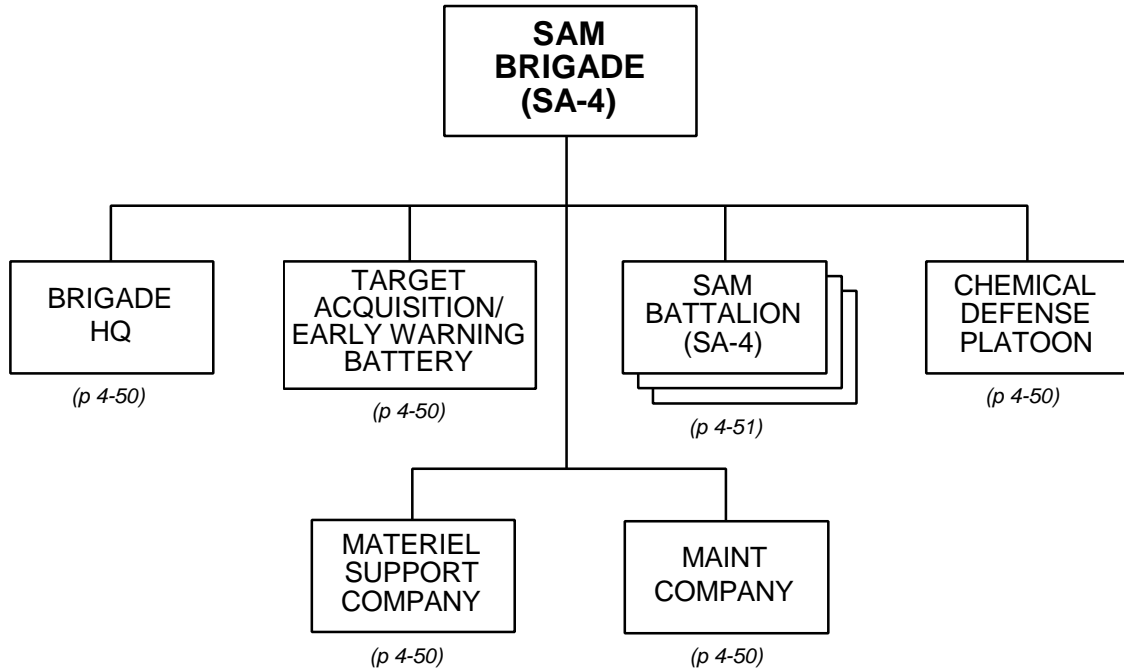 SAM
BRIGADE
(SA-4)
BRIGADE
HQ
(p 4-50)
TARGET
ACQUISITION/
EARLY WARNING
BATTERY
(p 4-50)
SAM
BATTALION
(SA-4)
(p 4-51)
CHEMICAL
DEFENSE
PLATOON
(p 4-50)
MATERIEL
SUPPORT
COMPANY
(p 4-50)
MAINT
COMPANY
(p 4-50)